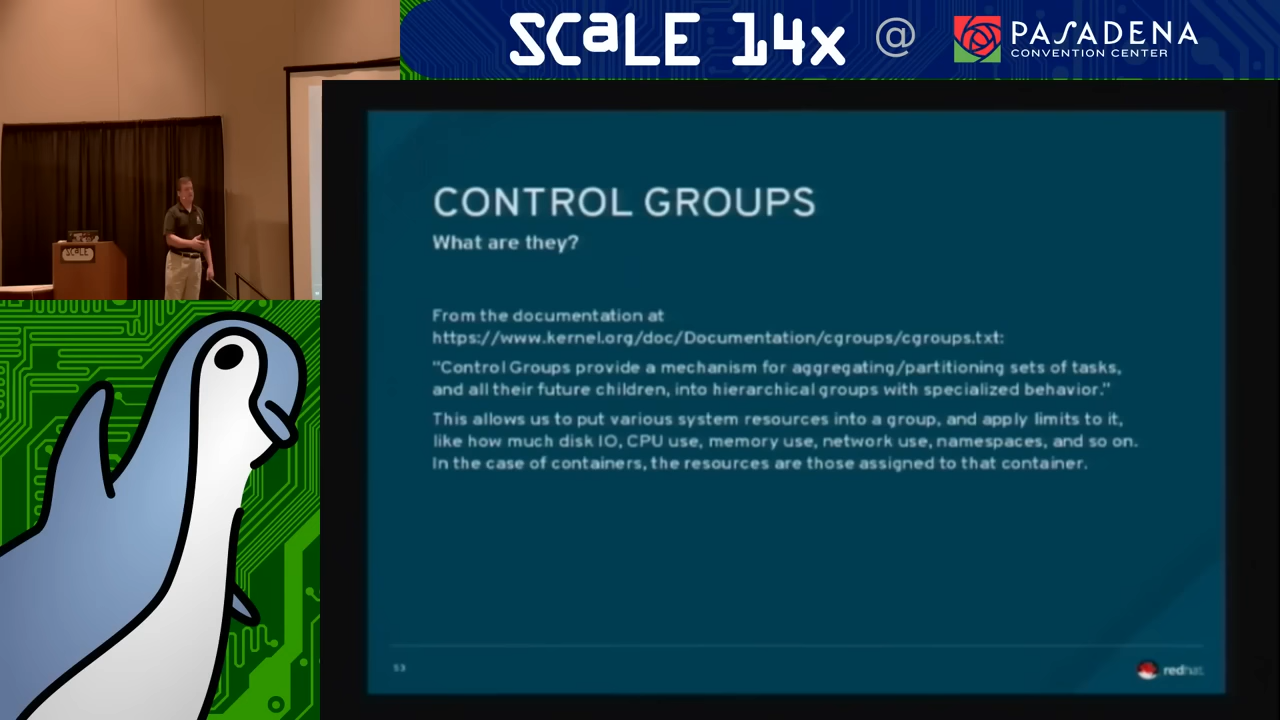 SCaLE 14x @ PASADENA
CONVENTION CENTER
SCALE
CONTROL GROUPS
What are they?
From the documentation at
https://www.kernel.org/doc/Documentation/cgroups/cgroups.txt:
"Control Groups provide a mechanism for aggregating/partitioning sets of tasks,
and all their future children, into hierarchical groups with specialized behavior."
This allows us to put various system resources into a group, and apply limits to it,
like how much disk IO, CPU use, memory use, network use, namespaces, and so on.
In the case of containers, the resources are those assigned to that container.
53
redhat